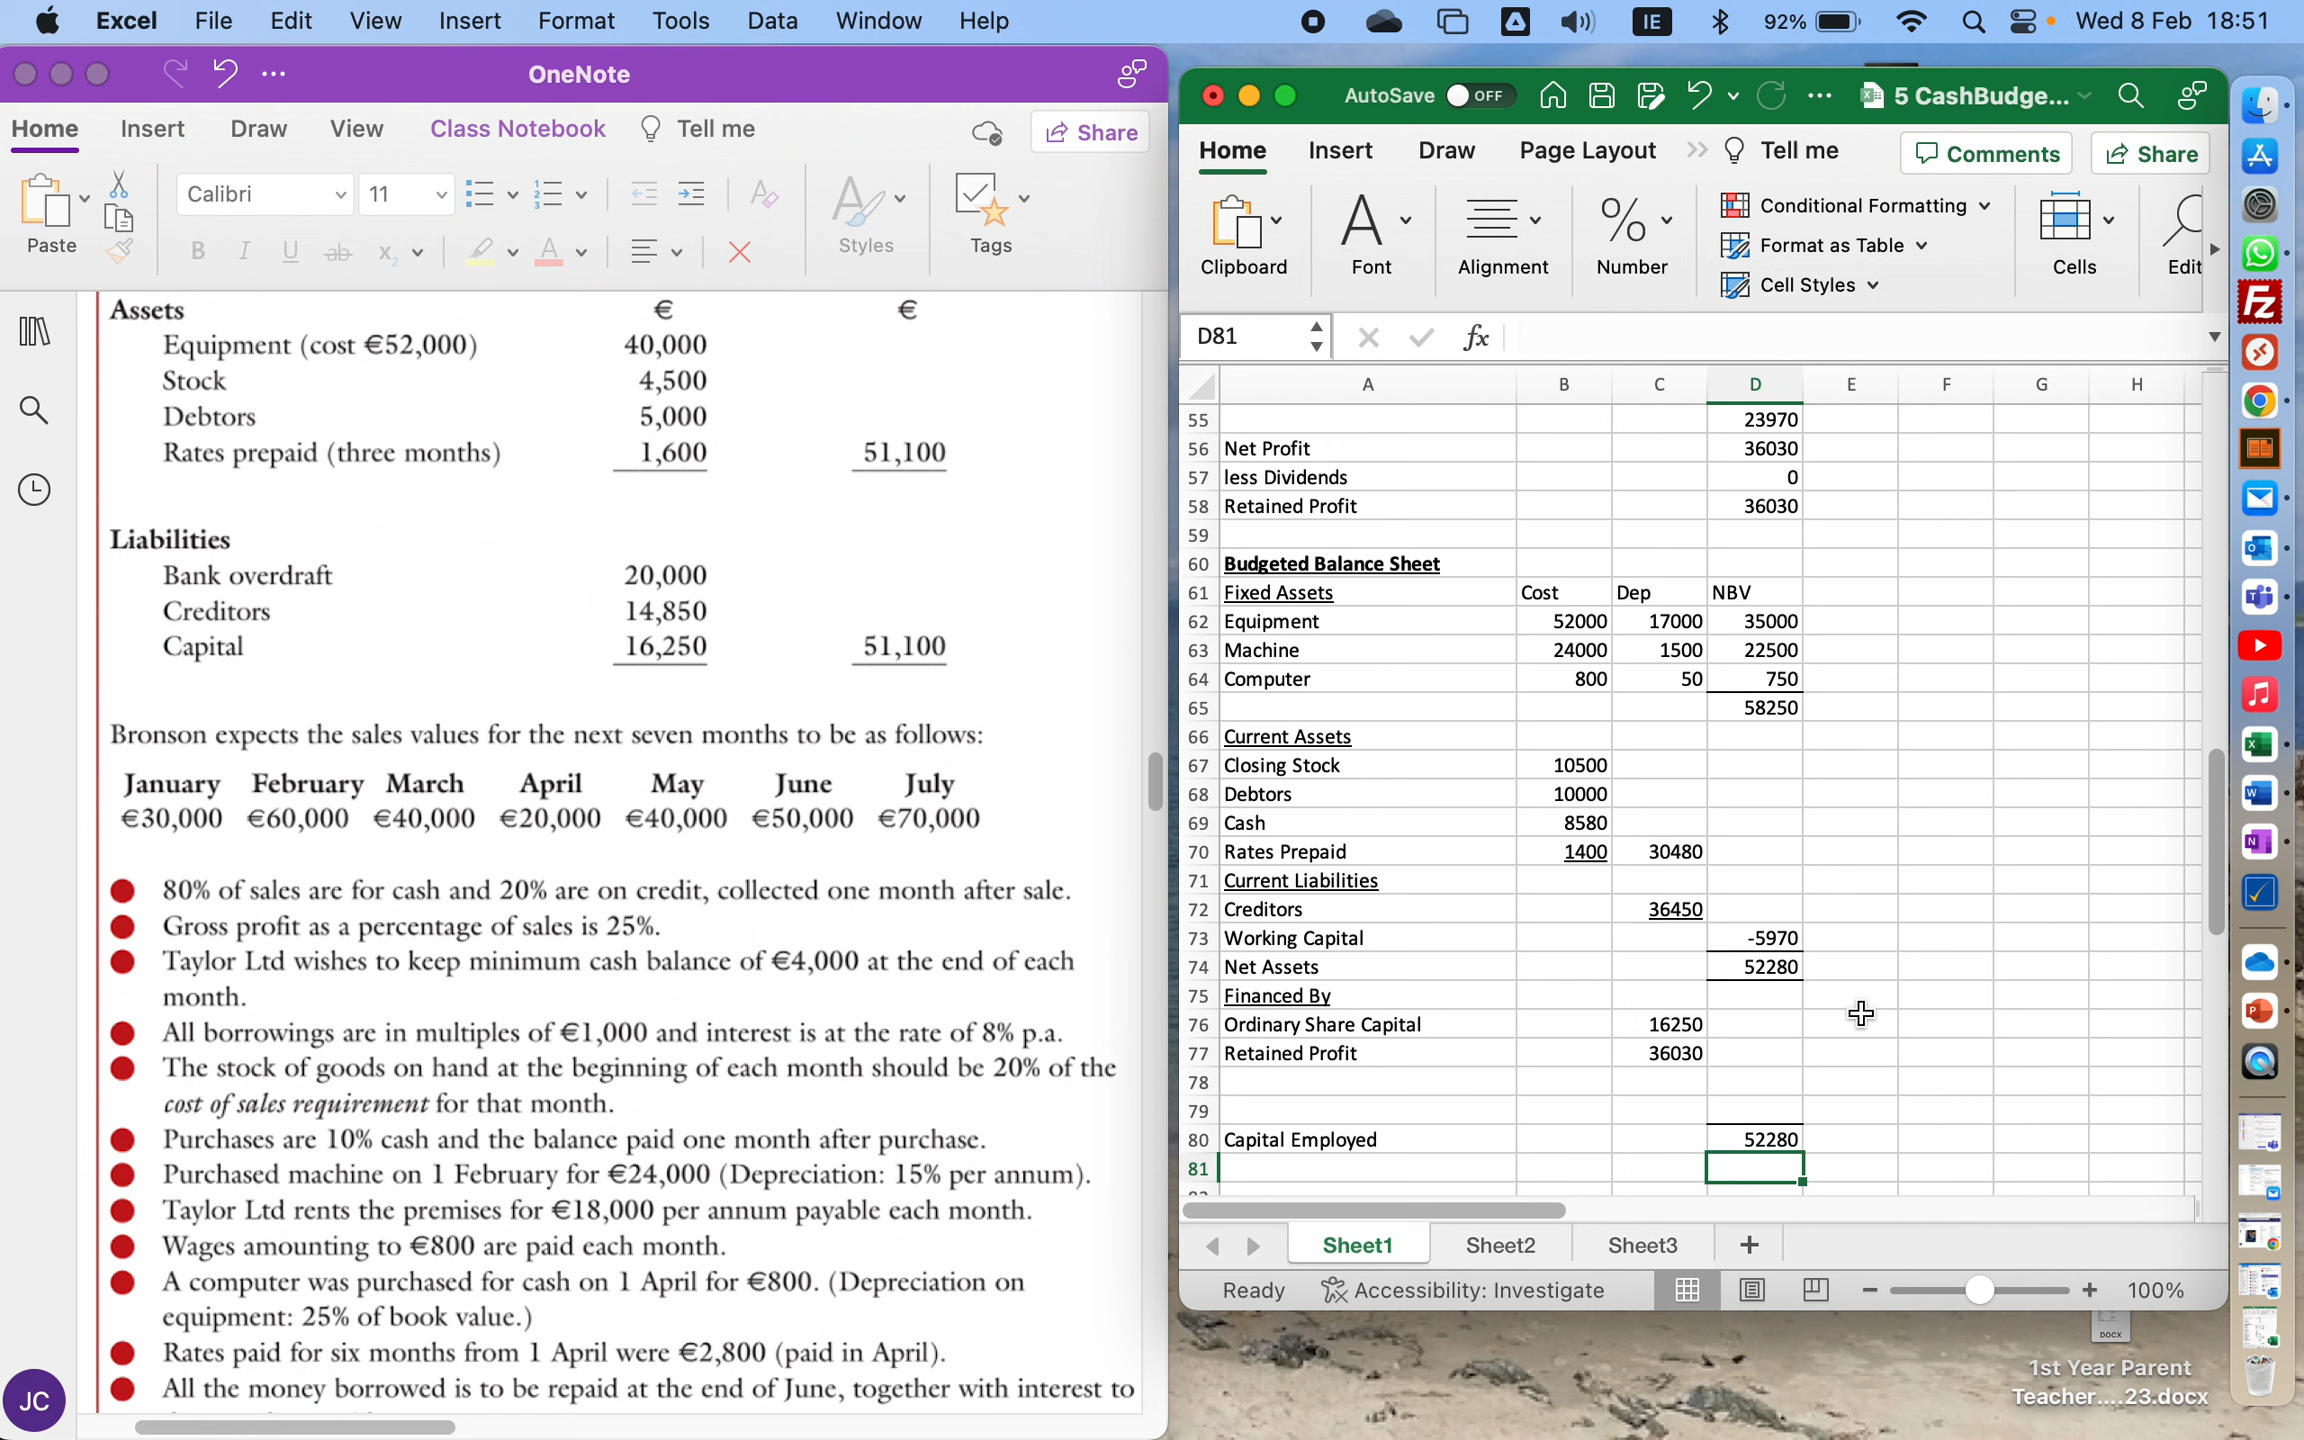 Excel File Edit View Insert Format Tools Data Window Help IE 92% Wed 8 Feb 18:51
OneNote
Home Insert Draw View Class Notebook Tell me Share
Calibri 11
Paste Styles Tags
B I U ab x₂ A
Assets € €
Equipment (cost €52,000) 40,000
Stock 4,500
Debtors 5,000
Rates prepaid (three months) 1,600 51,100
Liabilities
Bank overdraft 20,000
Creditors 14,850
Capital 16,250 51,100
Bronson expects the sales values for the next seven months to be as follows:
January February March April May June July
€30,000 €60,000 €40,000 €20,000 €40,000 €50,000 €70,000
80% of sales are for cash and 20% are on credit, collected one month after sale.
Gross profit as a percentage of sales is 25%.
Taylor Ltd wishes to keep minimum cash balance of €4,000 at the end of each
month.
All borrowings are in multiples of €1,000 and interest is at the rate of 8% p.a.
The stock of goods on hand at the beginning of each month should be 20% of the
cost of sales requirement for that month.
Purchases are 10% cash and the balance paid one month after purchase.
Purchased machine on 1 February for €24,000 (Depreciation: 15% per annum).
Taylor Ltd rents the premises for €18,000 per annum payable each month.
Wages amounting to €800 are paid each month.
A computer was purchased for cash on 1 April for €800. (Depreciation on
equipment: 25% of book value.)
Rates paid for six months from 1 April were €2,800 (paid in April).
All the money borrowed is to be repaid at the end of June, together with interest to
JC
AutoSave OFF 5 CashBudge...
Home Insert Draw Page Layout Tell me Comments Share
Clipboard Font Alignment Number
Conditional Formatting
Format as Table
Cell Styles
Cells Edit
D81 fx
A B C D E F G H
55 23970
56 Net Profit 36030
57 less Dividends 0
58 Retained Profit 36030
59
60 Budgeted Balance Sheet
61 Fixed Assets Cost Dep NBV
62 Equipment 52000 17000 35000
63 Machine 24000 1500 22500
64 Computer 800 50 750
65 58250
66 Current Assets
67 Closing Stock 10500
68 Debtors 10000
69 Cash 8580
70 Rates Prepaid 1400 30480
71 Current Liabilities
72 Creditors 36450
73 Working Capital -5970
74 Net Assets 52280
75 Financed By
76 Ordinary Share Capital 16250
77 Retained Profit 36030
78
79
80 Capital Employed 52280
81
Sheet1 Sheet2 Sheet3 +
Ready Accessibility: Investigate 100%
DOCX
1st Year Parent
Teacher....23.docx